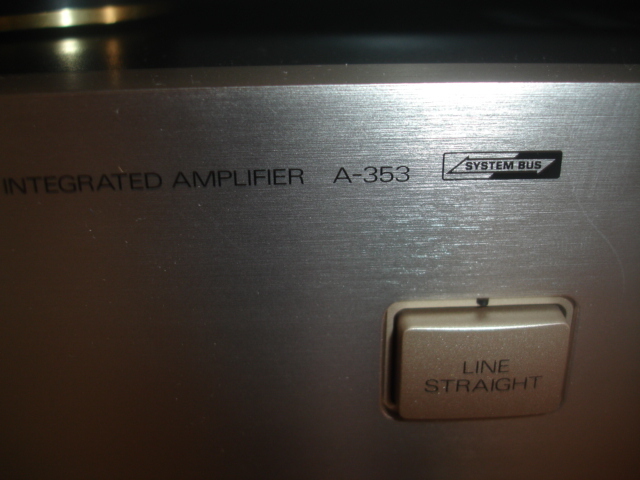 INTEGRATED AMPLIFIER A-353 SYSTEM BUS
LINE
STRAIGHT